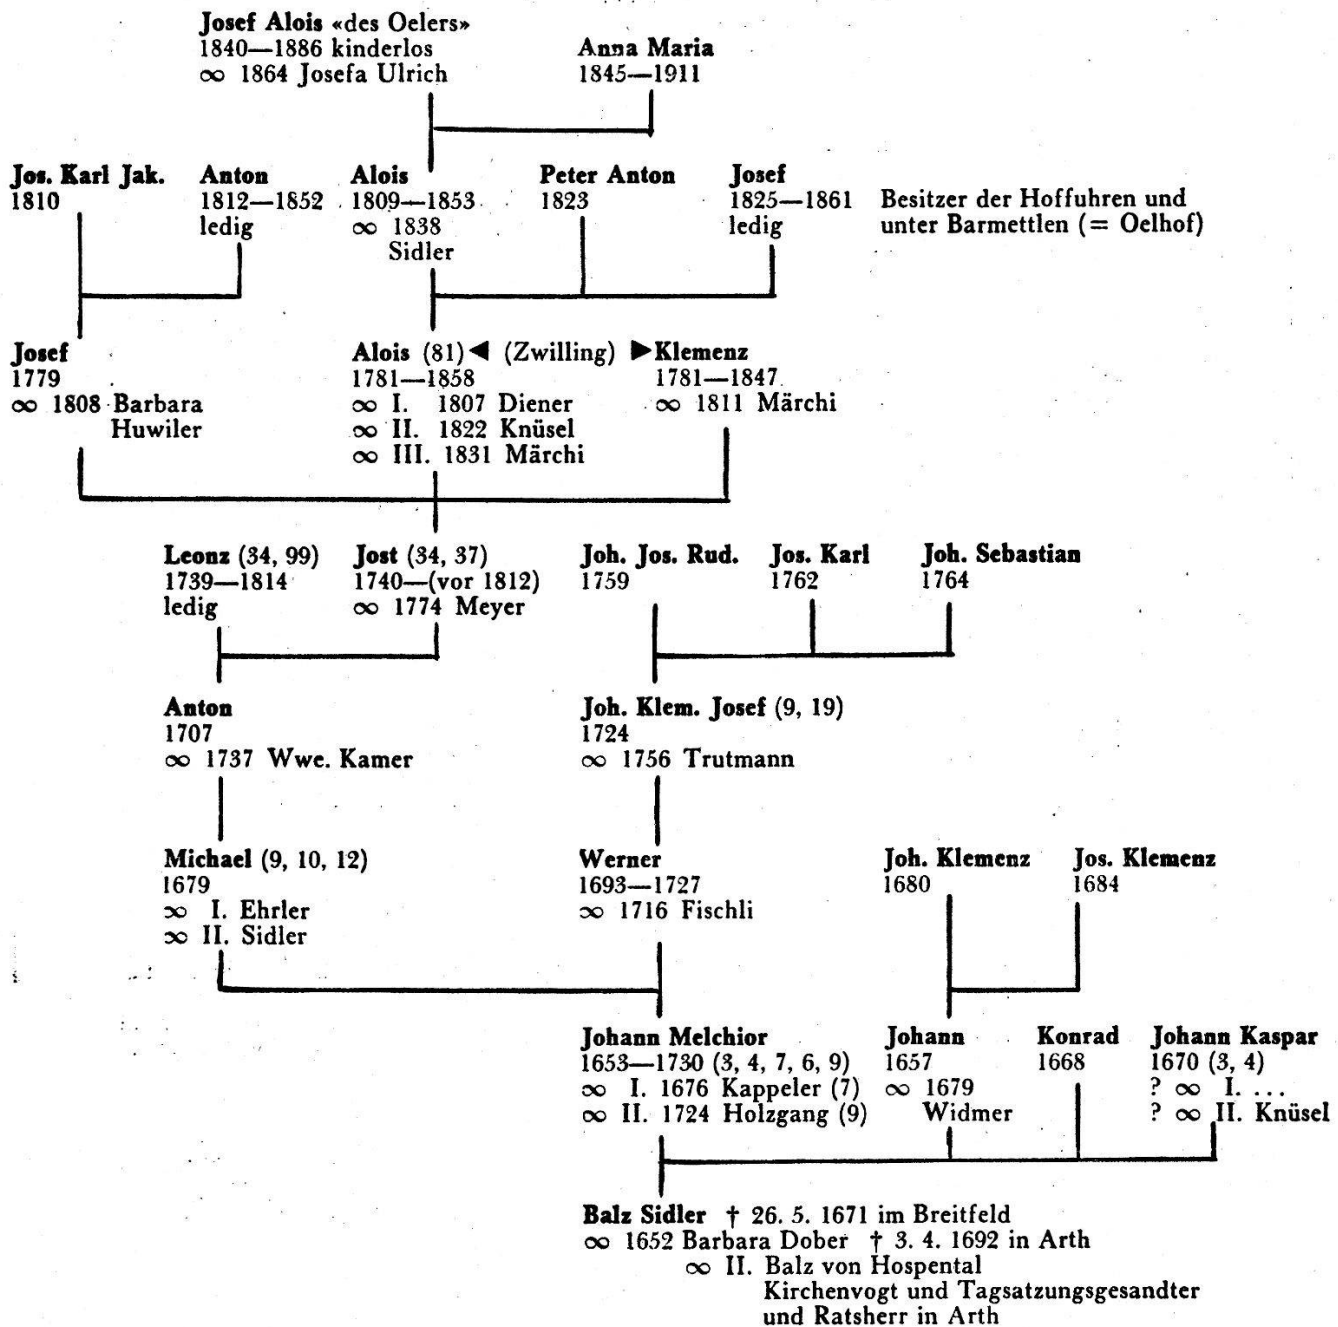 Josef Alois «des Oelers»
1840—1886 kinderlos
∞ 1864 Josefa Ulrich
Anna Maria
1845—1911
Jos. Karl Jak.
1810
Anton
1812—1852
ledig
Alois
1809—1853
∞ 1838
Sidler
Peter Anton
1823
Josef
1825—1861
ledig
Besitzer der Hoffuhren und
unter Barmettlen (= Oelhof)
Josef
1779
∞ 1808 Barbara
Huwiler
Alois (81) ◄ (Zwilling) ►
1781—1858
∞ I. 1807 Diener
∞ II. 1822 Knüsel
∞ III. 1831 Märchi
Klemenz
1781—1847
∞ 1811 Märchi
Leonz (34, 99)
1739—1814
ledig
Jost (34, 37)
1740—(vor 1812)
∞ 1774 Meyer
Joh. Jos. Rud.
1759
Jos. Karl
1762
Joh. Sebastian
1764
Anton
1707
∞ 1737 Wwe. Kamer
Joh. Klem. Josef (9, 19)
1724
∞ 1756 Trutmann
Michael (9, 10, 12)
1679
∞ I. Ehrler
∞ II. Sidler
Werner
1693—1727
∞ 1716 Fischli
Joh. Klemenz
1680
Jos. Klemenz
1684
Johann Melchior
1653—1730 (3, 4, 7, 6, 9)
∞ I. 1676 Kappeler (7)
∞ II. 1724 Holzgang (9)
Johann
1657
∞ 1679
Widmer
Konrad
1668
Johann Kaspar
1670 (3, 4)
? ∞ I. ...
? ∞ II. Knüsel
Balz Sidler † 26. 5. 1671 im Breitfeld
∞ 1652 Barbara Dober † 3. 4. 1692 in Arth
∞ II. Balz von Hospental
Kirchenvogt und Tagsatzungsgesandter
und Ratsherr in Arth